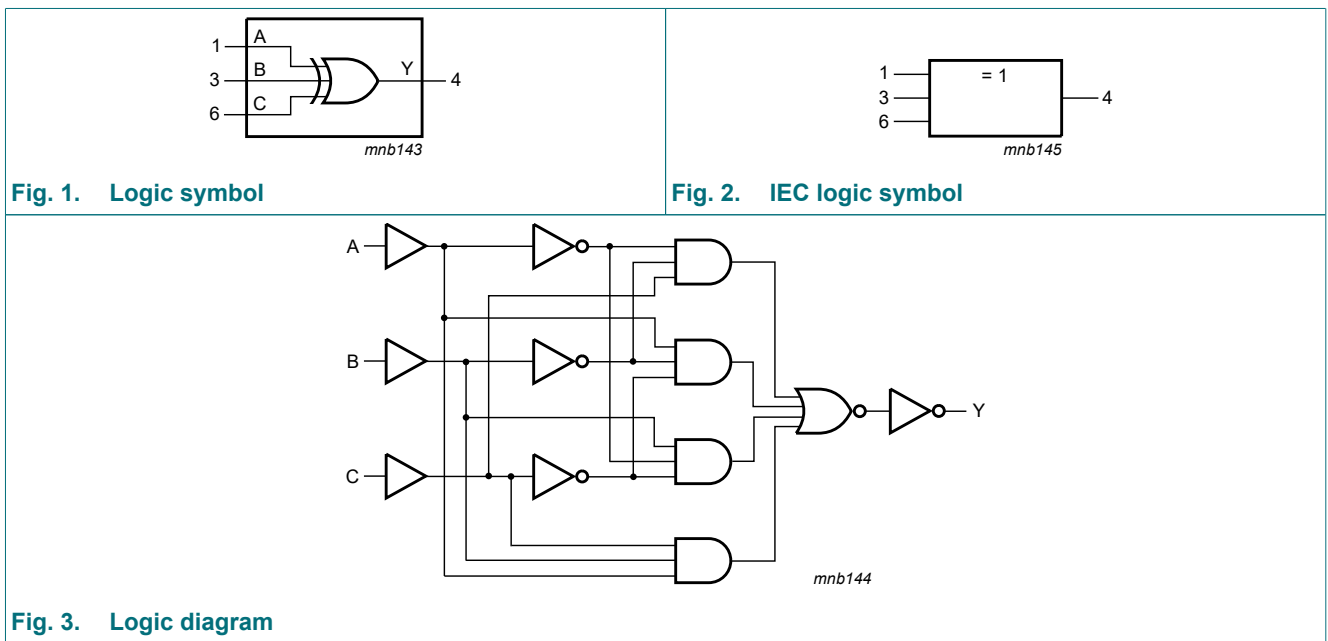 1 A
3 B Y 4
6 C
mnb143
1 = 1
3 4
6
mnb145
Fig. 1. Logic symbol
Fig. 2. IEC logic symbol
A
B
Y
C
mnb144
Fig. 3. Logic diagram